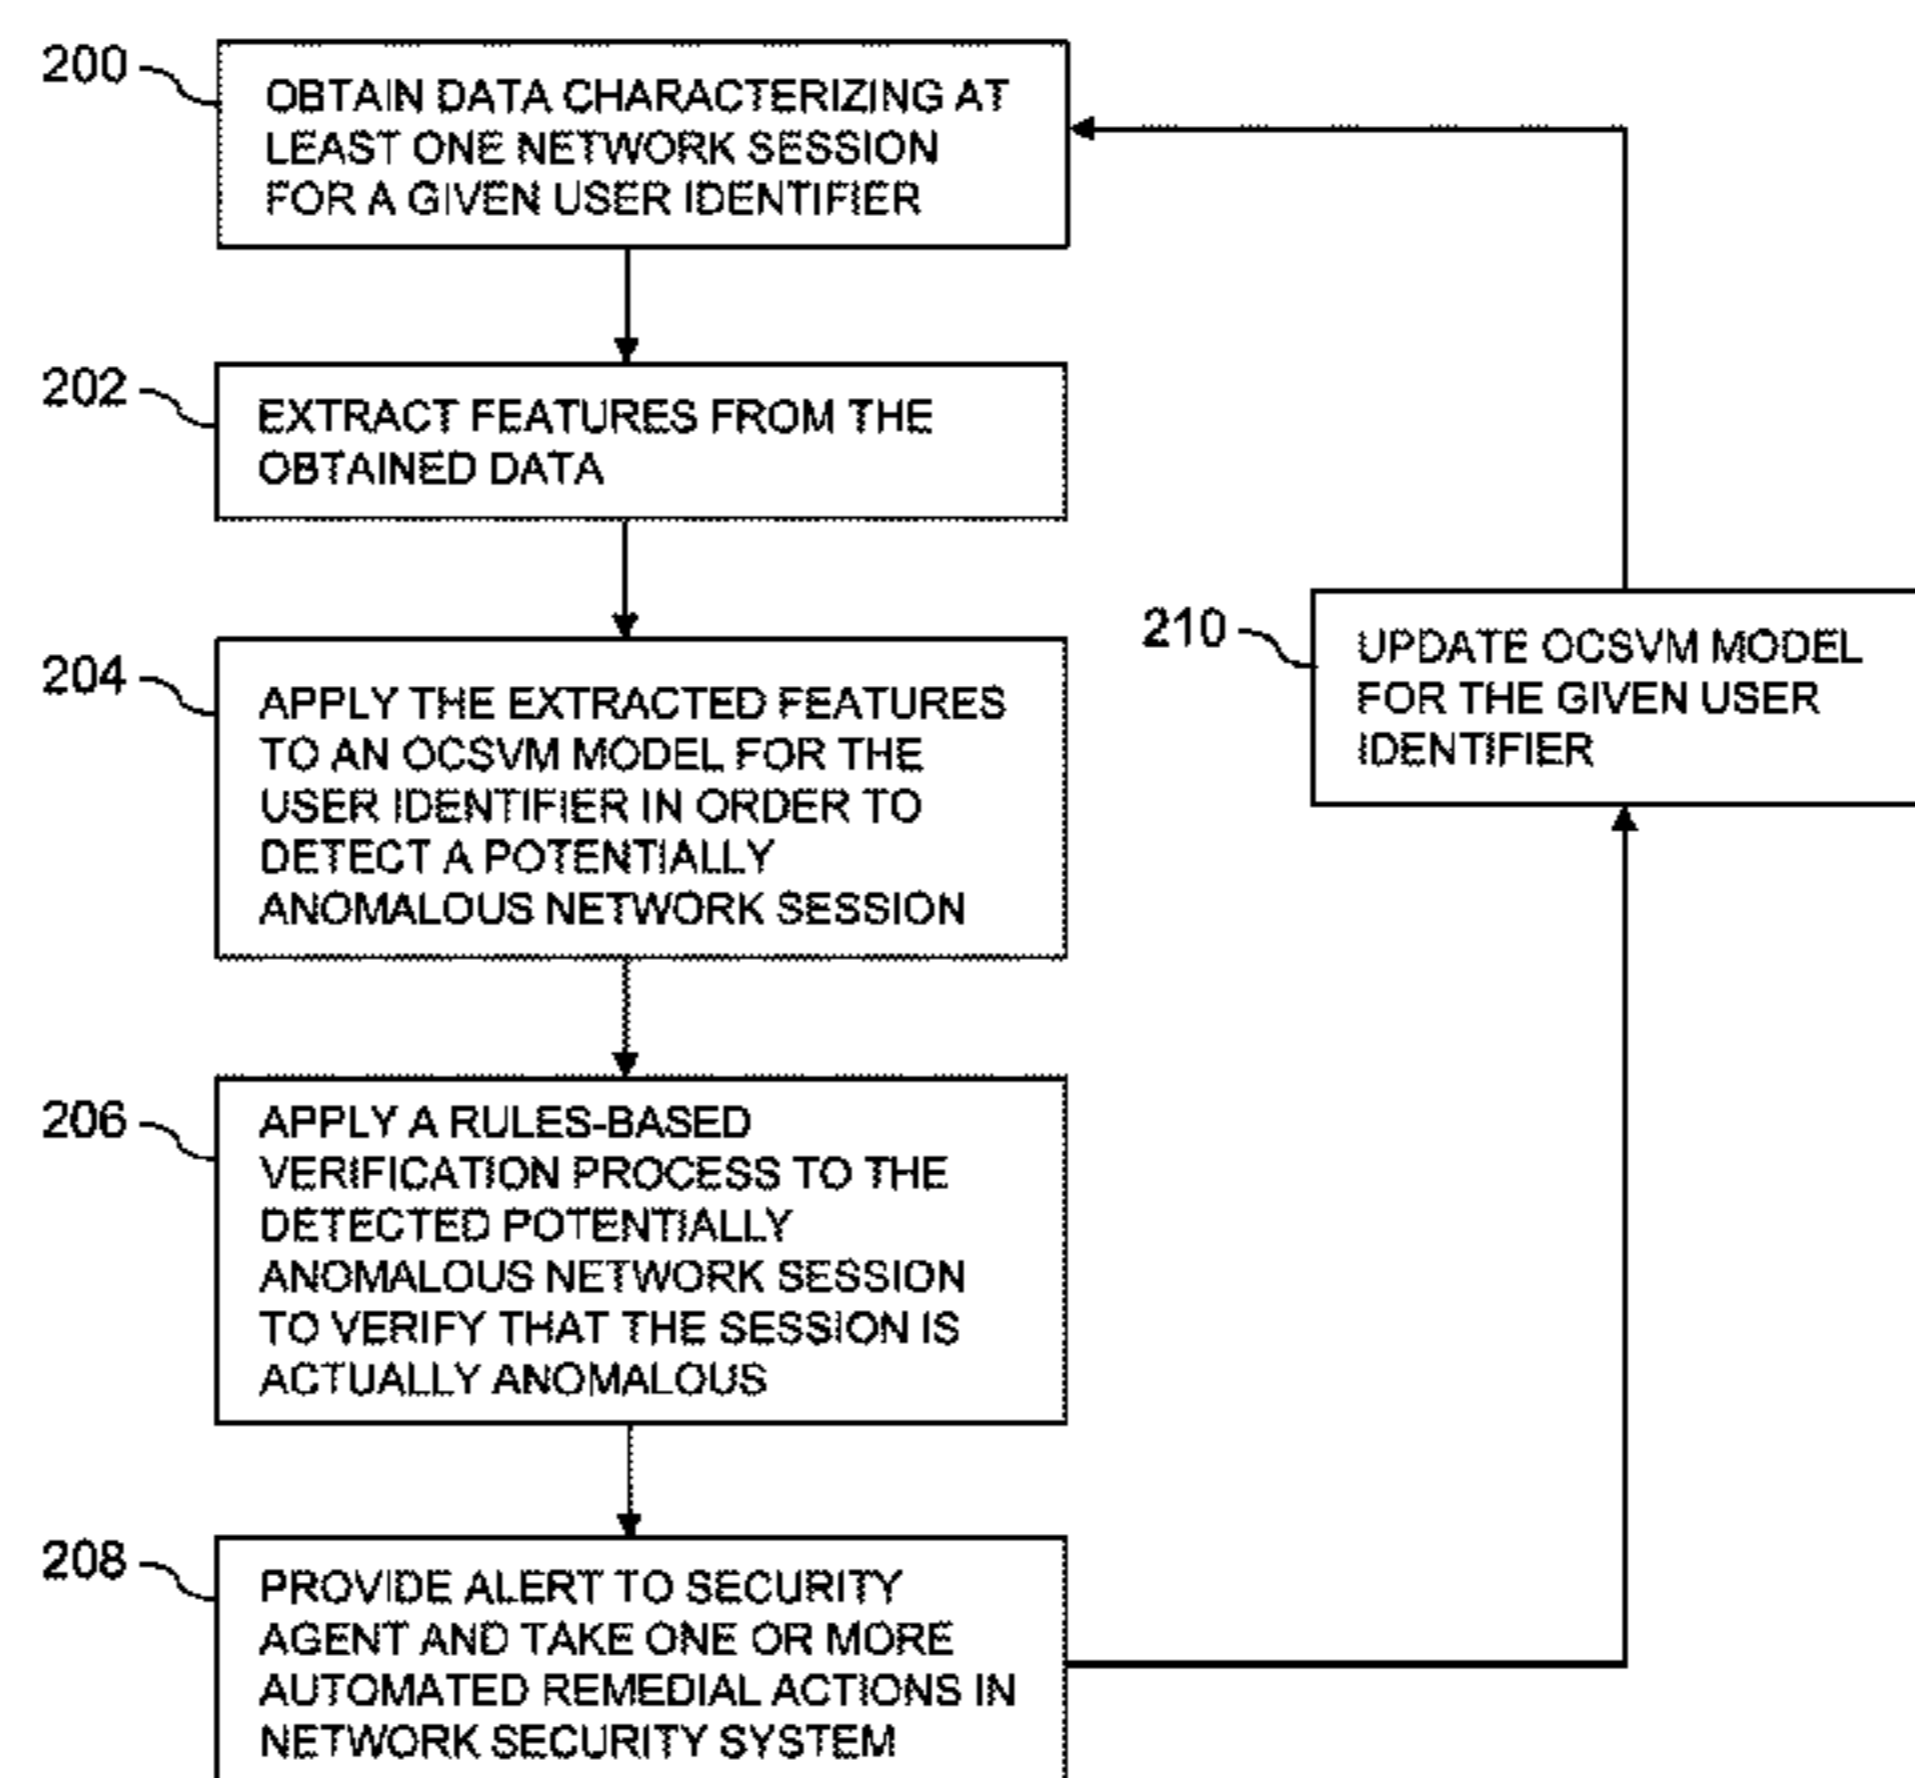 200
OBTAIN DATA CHARACTERIZING AT
LEAST ONE NETWORK SESSION
FOR A GIVEN USER IDENTIFIER
202
EXTRACT FEATURES FROM THE
OBTAINED DATA
204
APPLY THE EXTRACTED FEATURES
TO AN OCSVM MODEL FOR THE
USER IDENTIFIER IN ORDER TO
DETECT A POTENTIALLY
ANOMALOUS NETWORK SESSION
206
APPLY A RULES-BASED
VERIFICATION PROCESS TO THE
DETECTED POTENTIALLY
ANOMALOUS NETWORK SESSION
TO VERIFY THAT THE SESSION IS
ACTUALLY ANOMALOUS
208
PROVIDE ALERT TO SECURITY
AGENT AND TAKE ONE OR MORE
AUTOMATED REMEDIAL ACTIONS IN
NETWORK SECURITY SYSTEM
210
UPDATE OCSVM MODEL
FOR THE GIVEN USER
IDENTIFIER